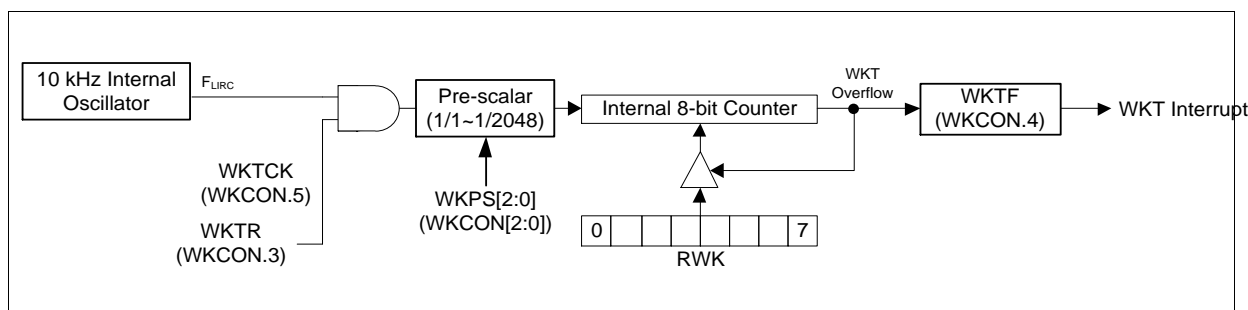 10 kHz Internal
Oscillator
FLIRC
WKTCK
(WKCON.5)
WKTR
(WKCON.3)
Pre-scalar
(1/1~1/2048)
WKPS[2:0]
(WKCON[2:0])
Internal 8-bit Counter
0
7
RWK
WKT
Overflow
WKTF
(WKCON.4)
WKT Interrupt